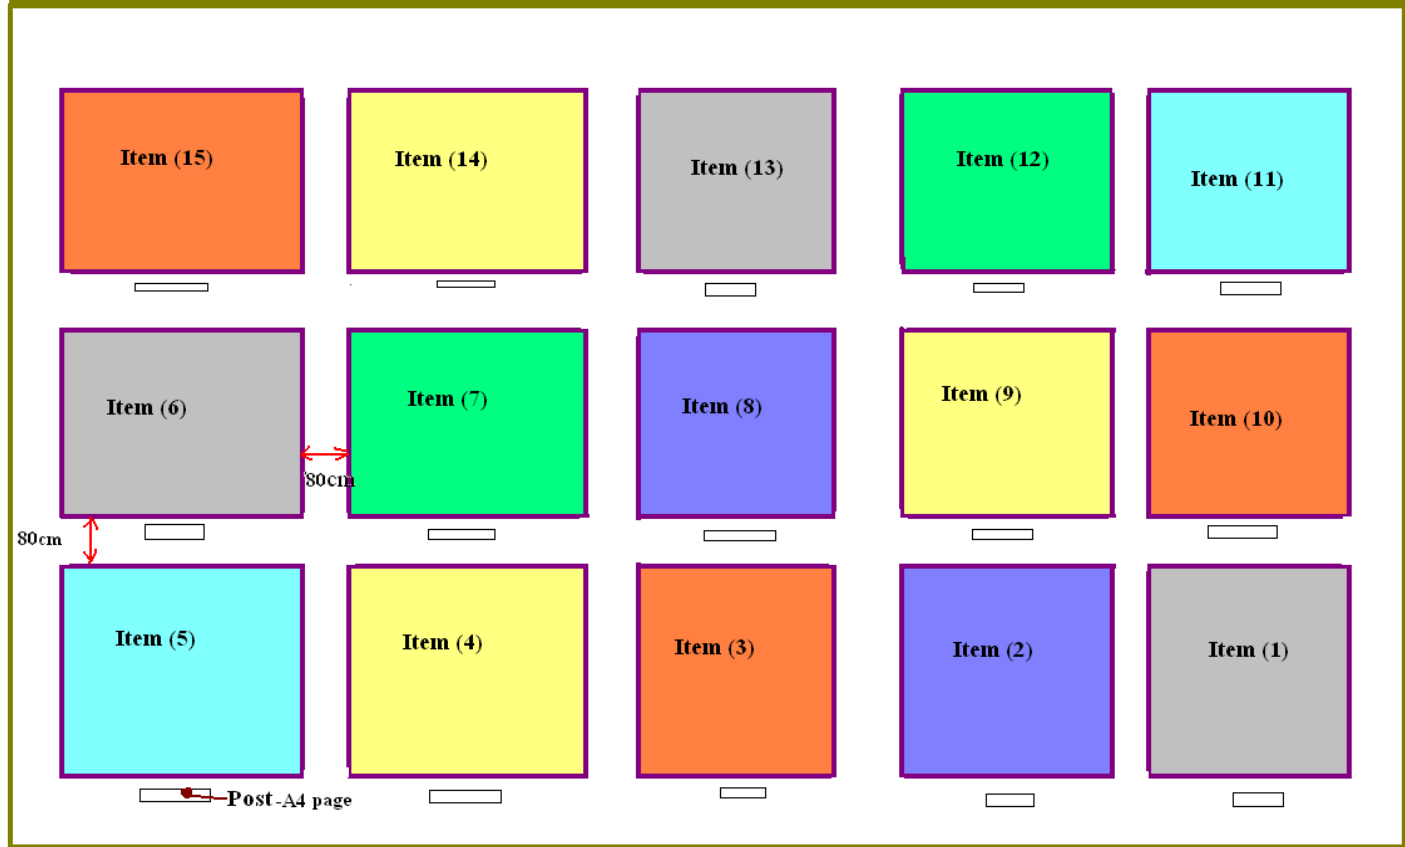 Item (15)
Item (14)
Item (13)
Item (12)
Item (11)
Item (6)
Item (7)
Item (8)
Item (9)
Item (10)
80cm
80cm
Item (5)
Item (4)
Item (3)
Item (2)
Item (1)
Post -A4 page